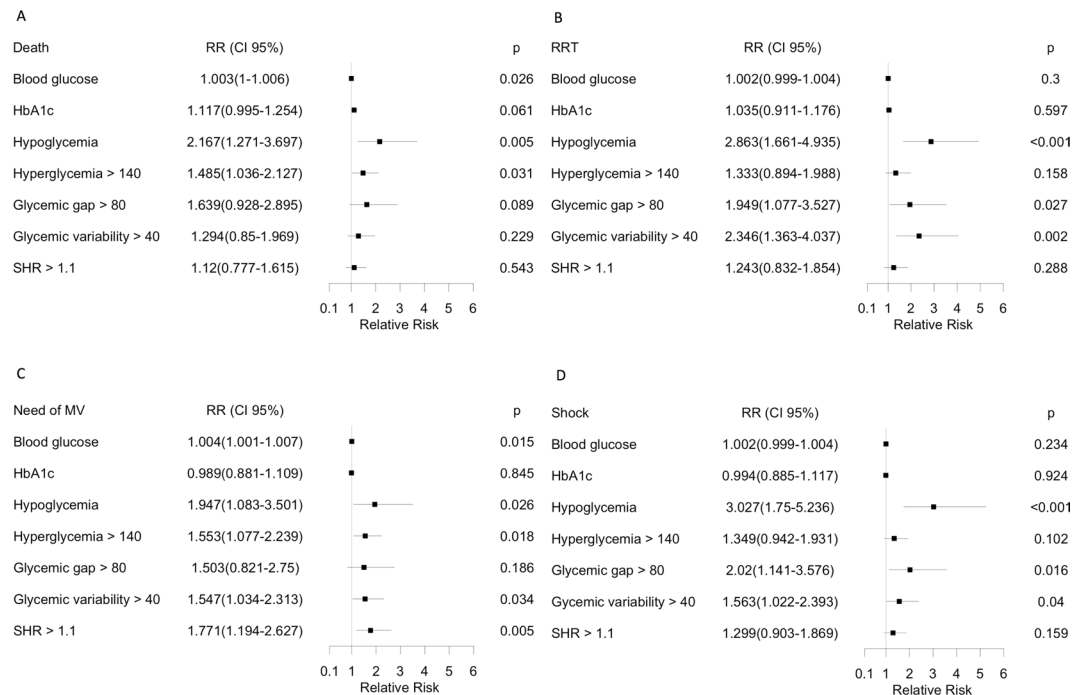 A
Death RR (CI 95%) p
Blood glucose 1.003(1-1.006) 0.026
HbA1c 1.117(0.995-1.254) 0.061
Hypoglycemia 2.167(1.271-3.697) 0.005
Hyperglycemia > 140 1.485(1.036-2.127) 0.031
Glycemic gap > 80 1.639(0.928-2.895) 0.089
Glycemic variability > 40 1.294(0.85-1.969) 0.229
SHR > 1.1 1.12(0.777-1.615) 0.543
0.1 1 2 3 4 5 6
Relative Risk
B
RRT RR (CI 95%) p
Blood glucose 1.002(0.999-1.004) 0.3
HbA1c 1.035(0.911-1.176) 0.597
Hypoglycemia 2.863(1.661-4.935) <0.001
Hyperglycemia > 140 1.333(0.894-1.988) 0.158
Glycemic gap > 80 1.949(1.077-3.527) 0.027
Glycemic variability > 40 2.346(1.363-4.037) 0.002
SHR > 1.1 1.243(0.832-1.854) 0.288
0.1 1 2 3 4 5 6
Relative Risk
C
Need of MV RR (CI 95%) p
Blood glucose 1.004(1.001-1.007) 0.015
HbA1c 0.989(0.881-1.109) 0.845
Hypoglycemia 1.947(1.083-3.501) 0.026
Hyperglycemia > 140 1.553(1.077-2.239) 0.018
Glycemic gap > 80 1.503(0.821-2.75) 0.186
Glycemic variability > 40 1.547(1.034-2.313) 0.034
SHR > 1.1 1.771(1.194-2.627) 0.005
0.1 1 2 3 4 5 6
Relative Risk
D
Shock RR (CI 95%) p
Blood glucose 1.002(0.999-1.004) 0.234
HbA1c 0.994(0.885-1.117) 0.924
Hypoglycemia 3.027(1.75-5.236) <0.001
Hyperglycemia > 140 1.349(0.942-1.931) 0.102
Glycemic gap > 80 2.02(1.141-3.576) 0.016
Gycemic variability > 40 1.563(1.022-2.393) 0.04
SHR > 1.1 1.299(0.903-1.869) 0.159
0.1 1 2 3 4 5 6
Relative Risk